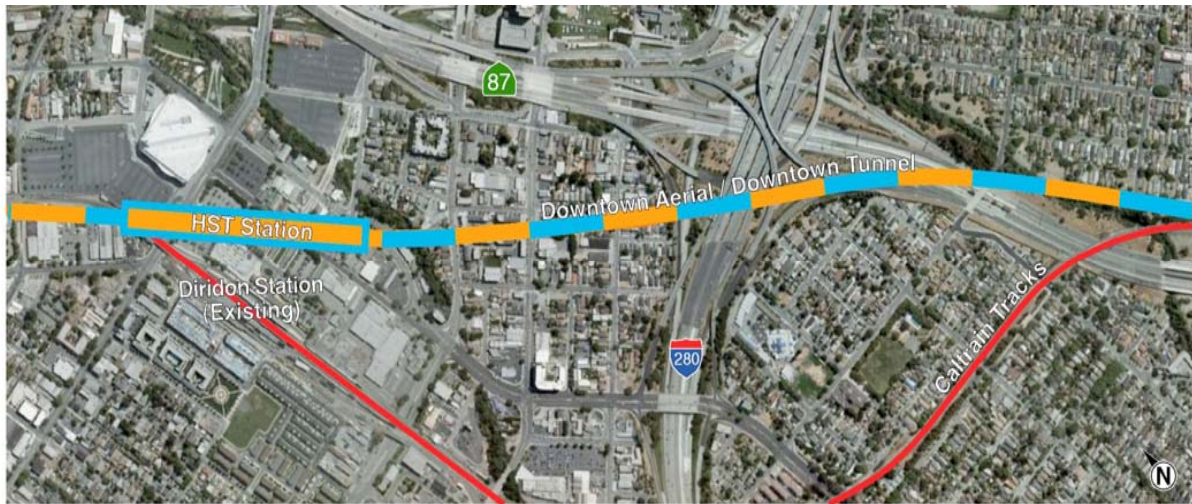 87
Downtown Aerial / Downtown Tunnel
HST Station
Diridon Station
(Existing)
Caltrain Tracks
280
N